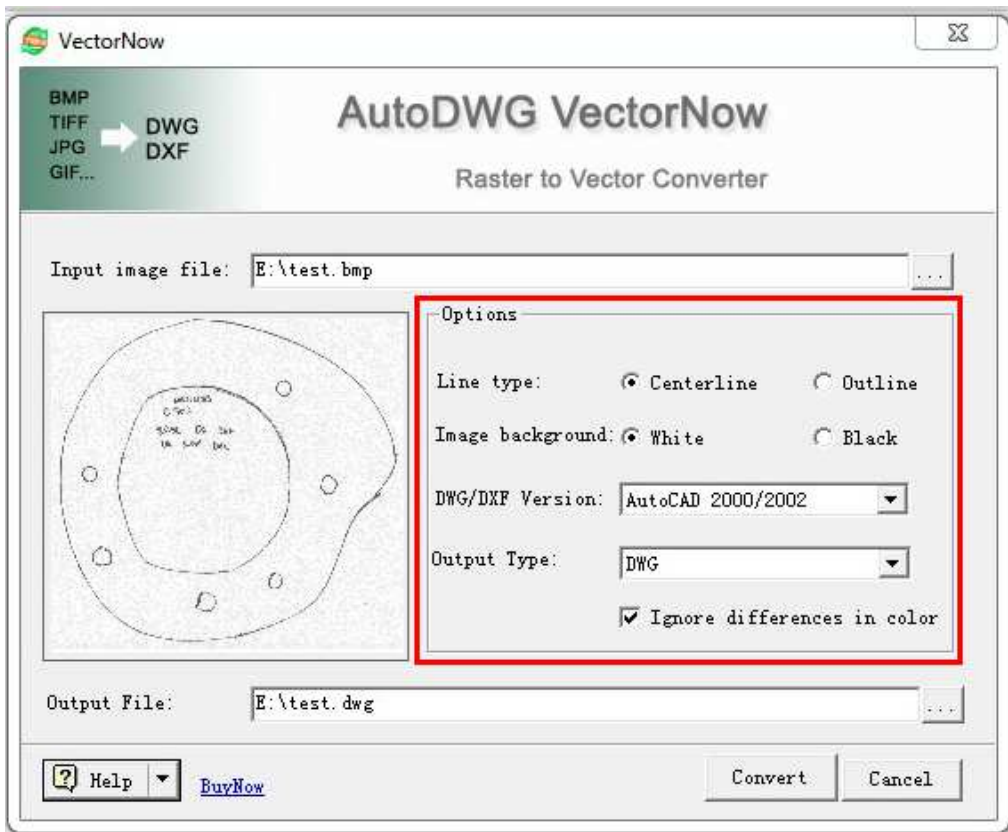 VectorNow
BMP
TIFF
JPG
GIF...
DWG
DXF
AutoDWG VectorNow
Raster to Vector Converter
Input image file: E:\test.bmp ...
Options
Line type: Centerline Outline
Image background: White Black
DWG/DXF Version: AutoCAD 2000/2002
Output Type: DWG
Ignore differences in color
Output File: E:\test.dwg ...
Help BuyNow Convert Cancel